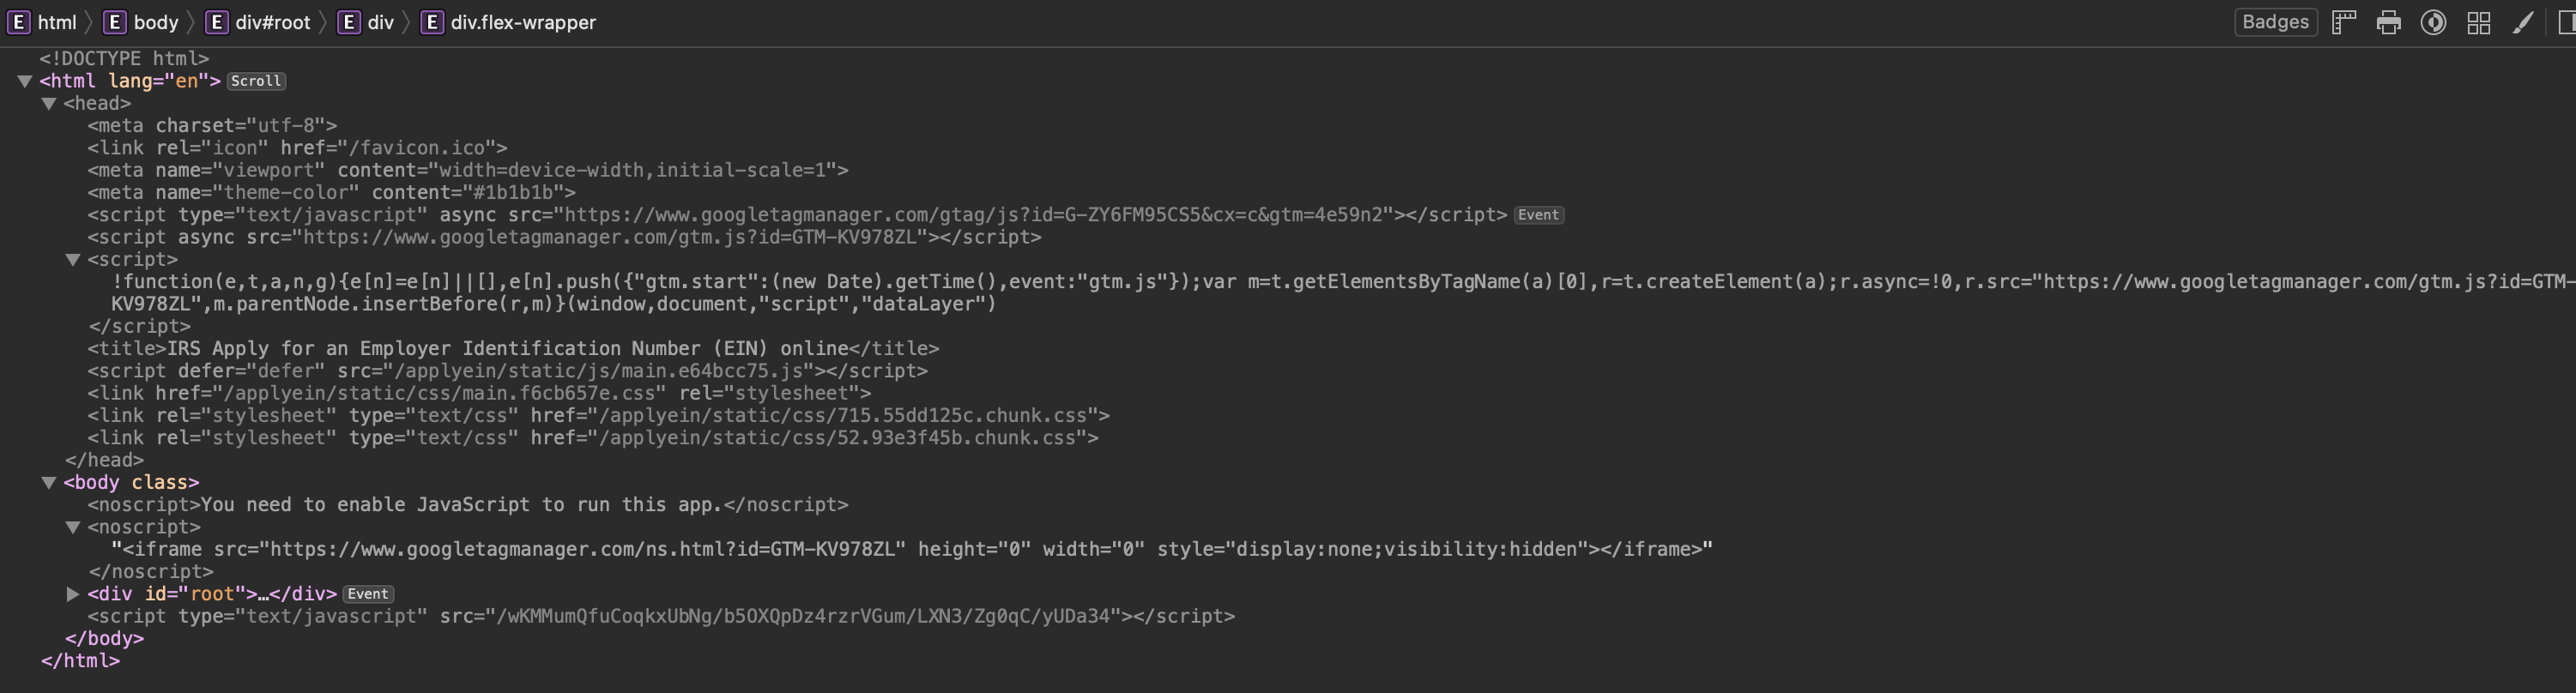 E html E body E div#root E div E div.flex-wrapper Badges
<!DOCTYPE html>
<html lang="en"> Scroll
<head>
<meta charset="utf-8">
<link rel="icon" href="/favicon.ico">
<meta name="viewport" content="width=device-width,initial-scale=1">
<meta name="theme-color" content="#1b1b1b">
<script type="text/javascript" async src="https://www.googletagmanager.com/gtag/js?id=G-ZY6FM95CS5&cx=c&gtm=4e59n2"></script> Event
<script async src="https://www.googletagmanager.com/gtm.js?id=GTM-KV978ZL"></script>
<script>
!function(e,t,a,n,g){e[n]=e[n]||[],e[n].push({"gtm.start":(new Date).getTime(),event:"gtm.js"});var m=t.getElementsByTagName(a)[0],r=t.createElement(a);r.async=!0,r.src="https://www.googletagmanager.com/gtm.js?id=GTM-
KV978ZL",m.parentNode.insertBefore(r,m)}(window,document,"script","dataLayer")
</script>
<title>IRS Apply for an Employer Identification Number (EIN) online</title>
<script defer="defer" src="/applyein/static/js/main.e64bcc75.js"></script>
<link href="/applyein/static/css/main.f6cb657e.css" rel="stylesheet">
<link rel="stylesheet" type="text/css" href="/applyein/static/css/715.55dd125c.chunk.css">
<link rel="stylesheet" type="text/css" href="/applyein/static/css/52.93e3f45b.chunk.css">
</head>
<body class>
<noscript>You need to enable JavaScript to run this app.</noscript>
<noscript>
"<iframe src="https://www.googletagmanager.com/ns.html?id=GTM-KV978ZL" height="0" width="0" style="display:none;visibility:hidden"></iframe>"
</noscript>
<div id="root">…</div> Event
<script type="text/javascript" src="/wKMMumQfuCoqkxUbNg/b5OXQpDz4rzrVGum/LXN3/Zg0qC/yUDa34"></script>
</body>
</html>